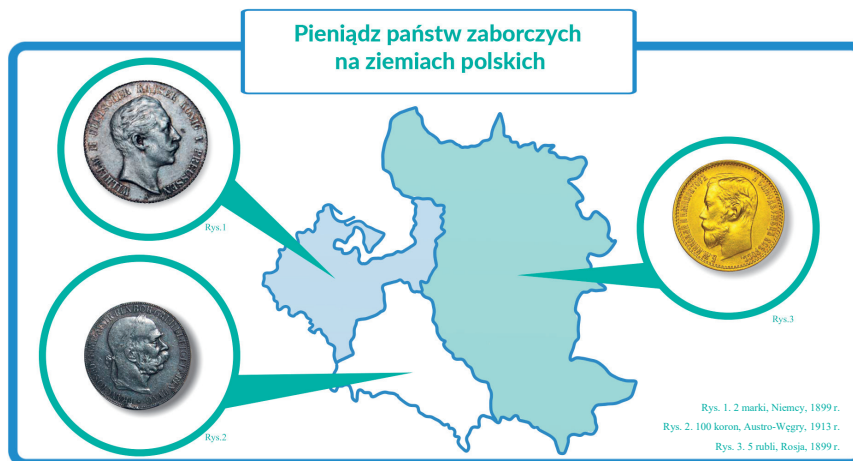 Pieniądz państw zaborczych
na ziemiach polskich
Rys.1
Rys.2
Rys.3
Rys. 1. 2 marki, Niemcy, 1899 r.
Rys. 2. 100 koron, Austro-Węgry, 1913 r.
Rys. 3. 5 rubli, Rosja, 1899 r.